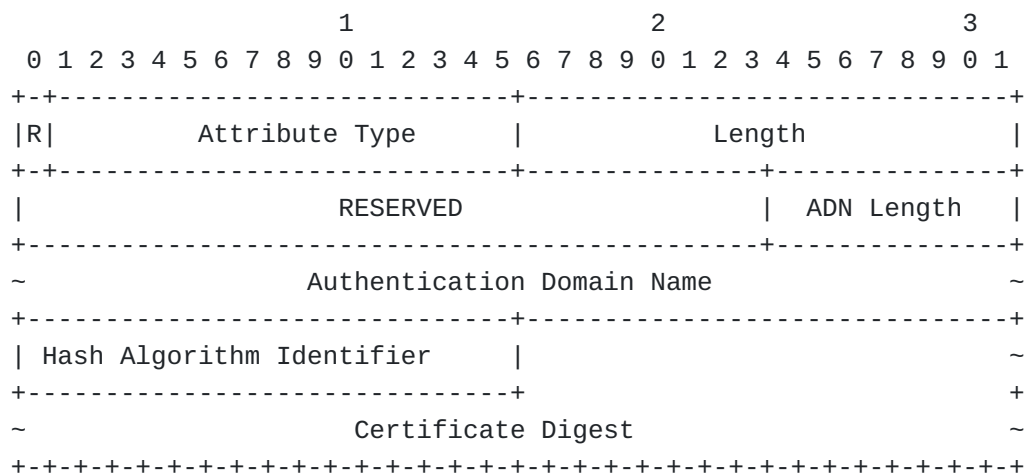 1                   2                   3
 0 1 2 3 4 5 6 7 8 9 0 1 2 3 4 5 6 7 8 9 0 1 2 3 4 5 6 7 8 9 0 1
+-+-----------------------------+-------------------------------+
|R|         Attribute Type      |            Length             |
+-+-----------------------------+---------------+---------------+
|                    RESERVED                   |  ADN Length   |
+-----------------------------------------------+---------------+
~                  Authentication Domain Name                   ~
+-------------------------------+-------------------------------+
| Hash Algorithm Identifier     |                               ~
+-------------------------------+                               +
~                     Certificate Digest                        ~
+-+-+-+-+-+-+-+-+-+-+-+-+-+-+-+-+-+-+-+-+-+-+-+-+-+-+-+-+-+-+-+-+